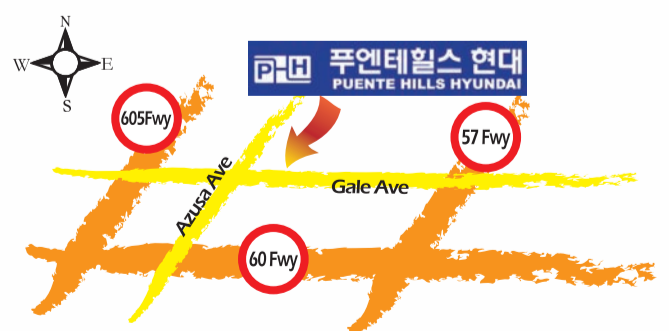 N
W E
S
PH 푸엔테힐스 현대
PUENTE HILLS HYUNDAI
605Fwy
57 Fwy
Azusa Ave
Gale Ave
60 Fwy